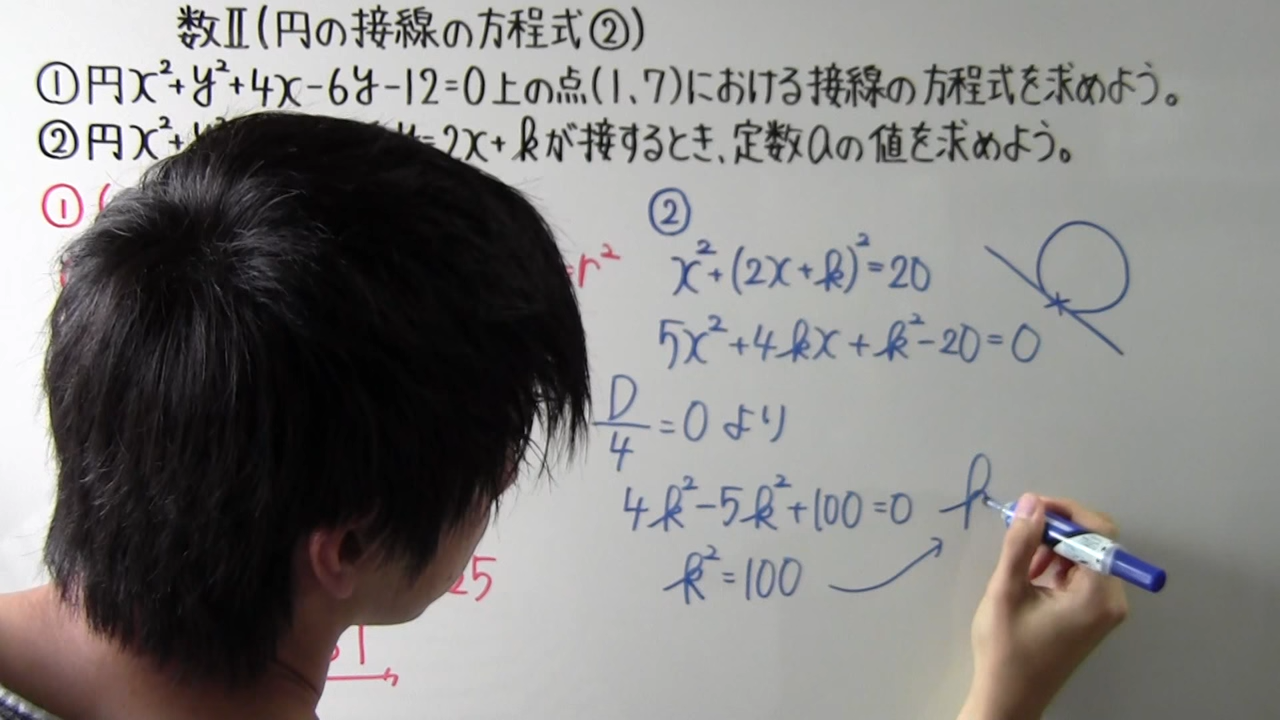 数Ⅱ(円の接線の方程式②)
①円x²+y²+4x-6y-12=0上の点(1、7)における接線の方程式を求めよう。
②円x²+ =2x+kが接するとき、定数aの値を求めよう。
①(
=r²
25
②
x²+(2x+k)²=20
5x²+4kx+k²-20=0
D/4=0より
4k²-5k²+100=0
k²=100
k